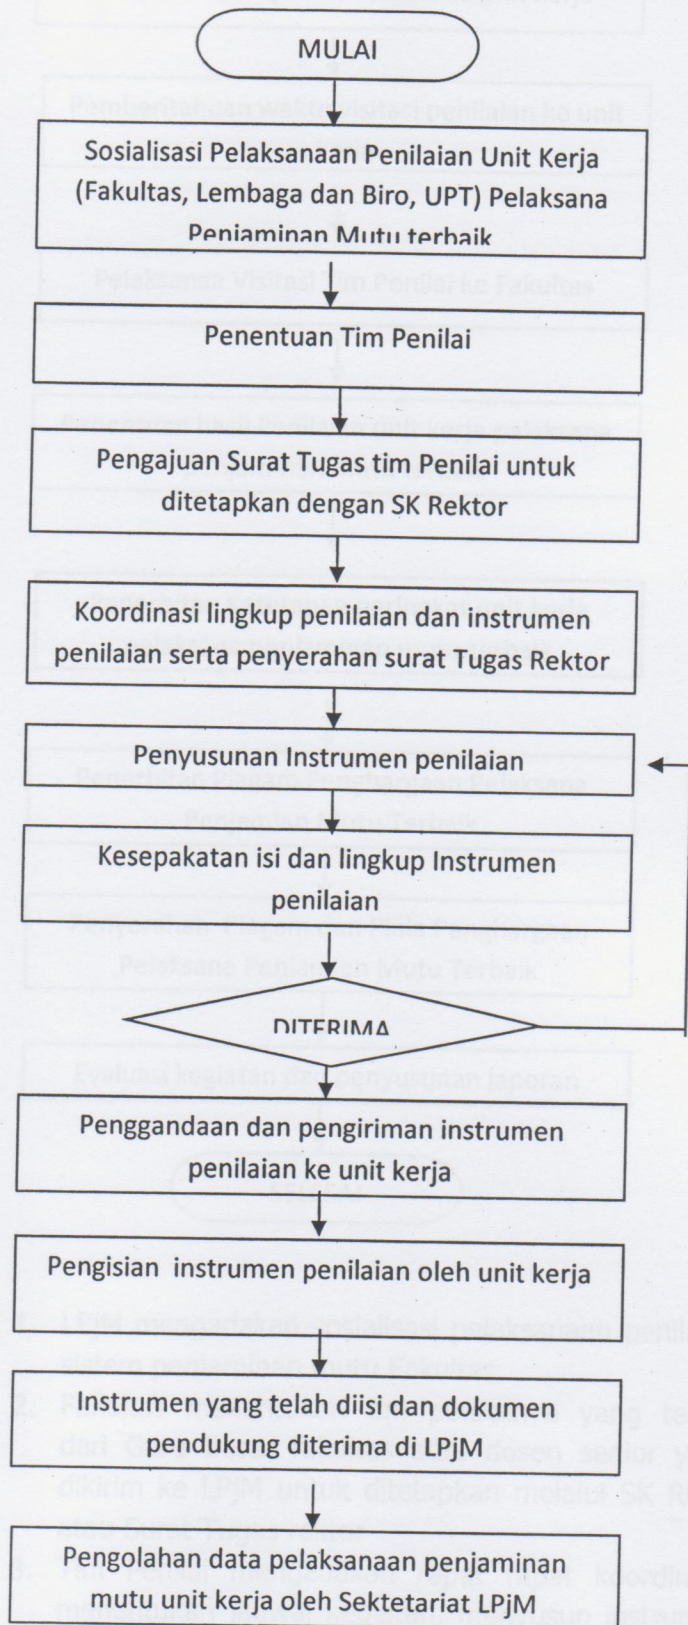 MULAI
Sosialisasi Pelaksanaan Penilaian Unit Kerja
(Fakultas, Lembaga dan Biro, UPT) Pelaksana
Penjaminan Mutu terbaik
Penentuan Tim Penilai
Pengajuan Surat Tugas tim Penilai untuk
ditetapkan dengan SK Rektor
Koordinasi lingkup penilaian dan instrumen
penilaian serta penyerahan surat Tugas Rektor
Penyusunan Instrumen penilaian
Kesepakatan isi dan lingkup Instrumen
penilaian
DITERIMA
Penggandaan dan pengiriman instrumen
penilaian ke unit kerja
Pengisian instrumen penilaian oleh unit kerja
Instrumen yang telah diisi dan dokumen
pendukung diterima di LPjM
Pengolahan data pelaksanaan penjaminan
mutu unit kerja oleh Sektetariat LPjM